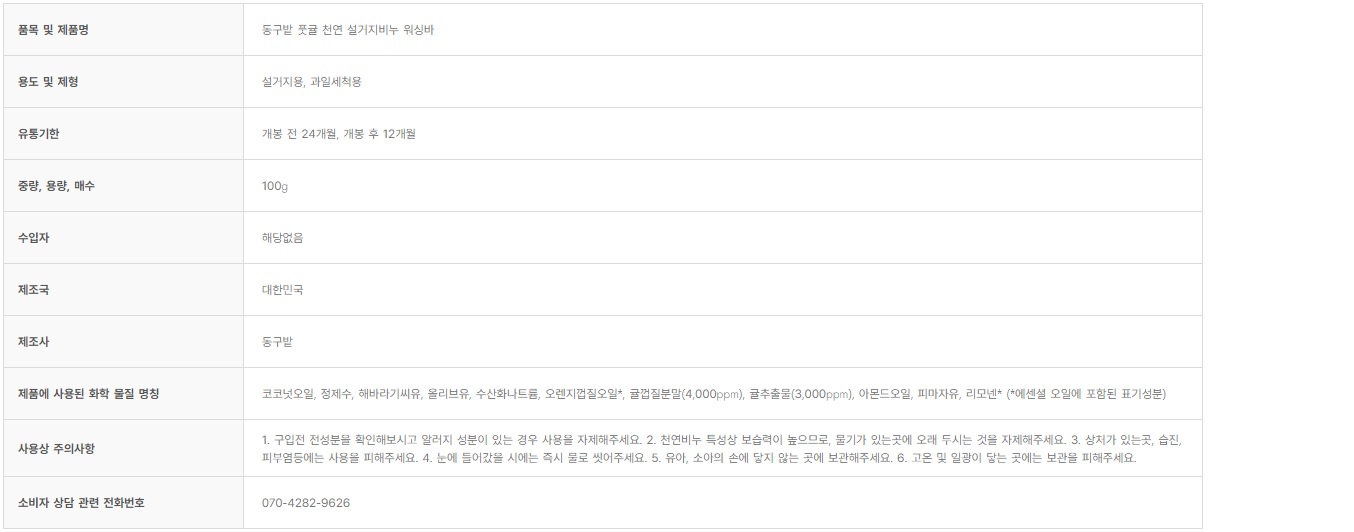 품목 및 제품명
동구밭 풋귤 천연 설거지비누 워싱바
용도 및 제형
설거지용, 과일세척용
유통기한
개봉 전 24개월, 개봉 후 12개월
중량, 용량, 매수
100g
수입자
해당없음
제조국
대한민국
제조사
동구밭
제품에 사용된 화학 물질 명칭
코코넛오일, 정제수, 해바라기씨유, 올리브유, 수산화나트륨, 오렌지껍질오일*, 귤껍질분말(4,000ppm), 귤추출물(3,000ppm), 아몬드오일, 피마자유, 리모넨* (*에센셜 오일에 포함된 표기성분)
사용상 주의사항
1. 구입전 전성분을 확인해보시고 알러지 성분이 있는 경우 사용을 자제해주세요. 2. 천연비누 특성상 보습력이 높으므로, 물기가 있는곳에 오래 두시는 것을 자제해주세요. 3. 상처가 있는곳, 습진,
피부염등에는 사용을 피해주세요. 4. 눈에 들어갔을 시에는 즉시 물로 씻어주세요. 5. 유아, 소아의 손에 닿지 않는 곳에 보관해주세요. 6. 고온 및 일광이 닿는 곳에는 보관을 피해주세요.
소비자 상담 관련 전화번호
070-4282-9626